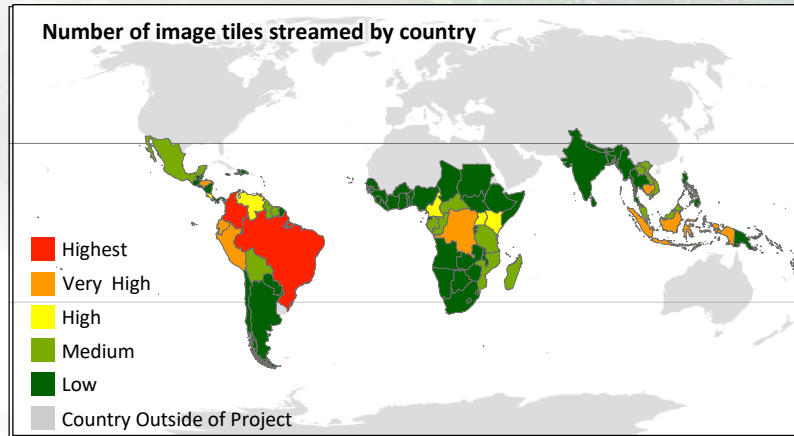 Number of image tiles streamed by country
Highest
Very High
High
Medium
Low
Country Outside of Project